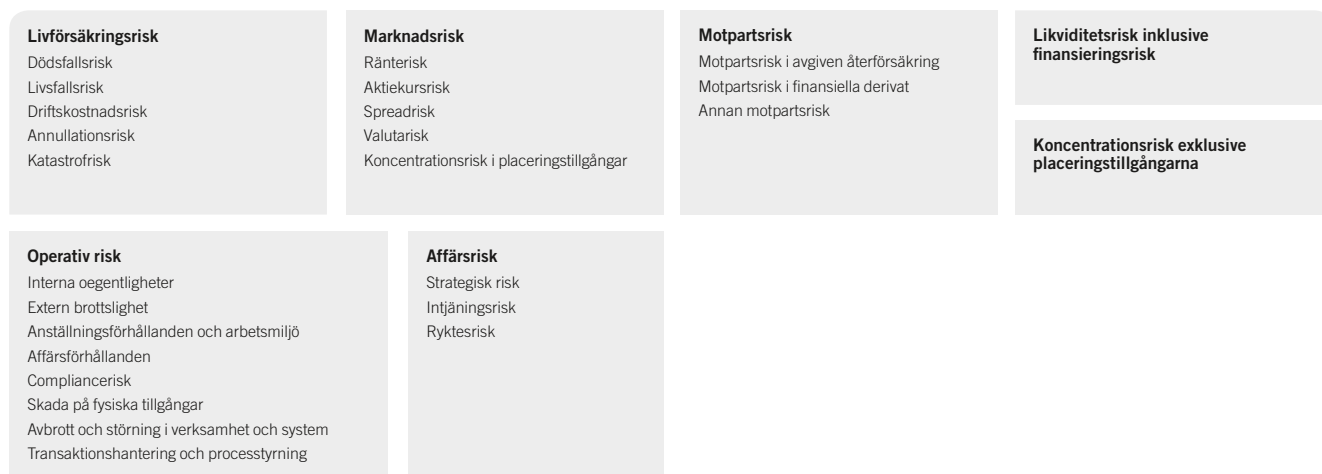 Livförsäkringsrisk
Dödsfallsrisk
Livsfallsrisk
Driftskostnadsrisk
Annullationsrisk
Katastrofrisk
Marknadsrisk
Ränterisk
Aktiekursrisk
Spreadrisk
Valutarisk
Koncentrationsrisk i placeringstillgångar
Motpartsrisk
Motpartsrisk i avgiven återförsäkring
Motpartsrisk i finansiella derivat
Annan motpartsrisk
Likviditetsrisk inklusive
finansieringsrisk
Koncentrationsrisk exklusive
placeringstillgångarna
Operativ risk
Interna oegentligheter
Extern brottslighet
Anställningsförhållanden och arbetsmiljö
Affärsförhållanden
Compliancerisk
Skada på fysiska tillgångar
Avbrott och störning i verksamhet och system
Transaktionshantering och processtyrning
Affärsrisk
Strategisk risk
Intjäningsrisk
Ryktesrisk